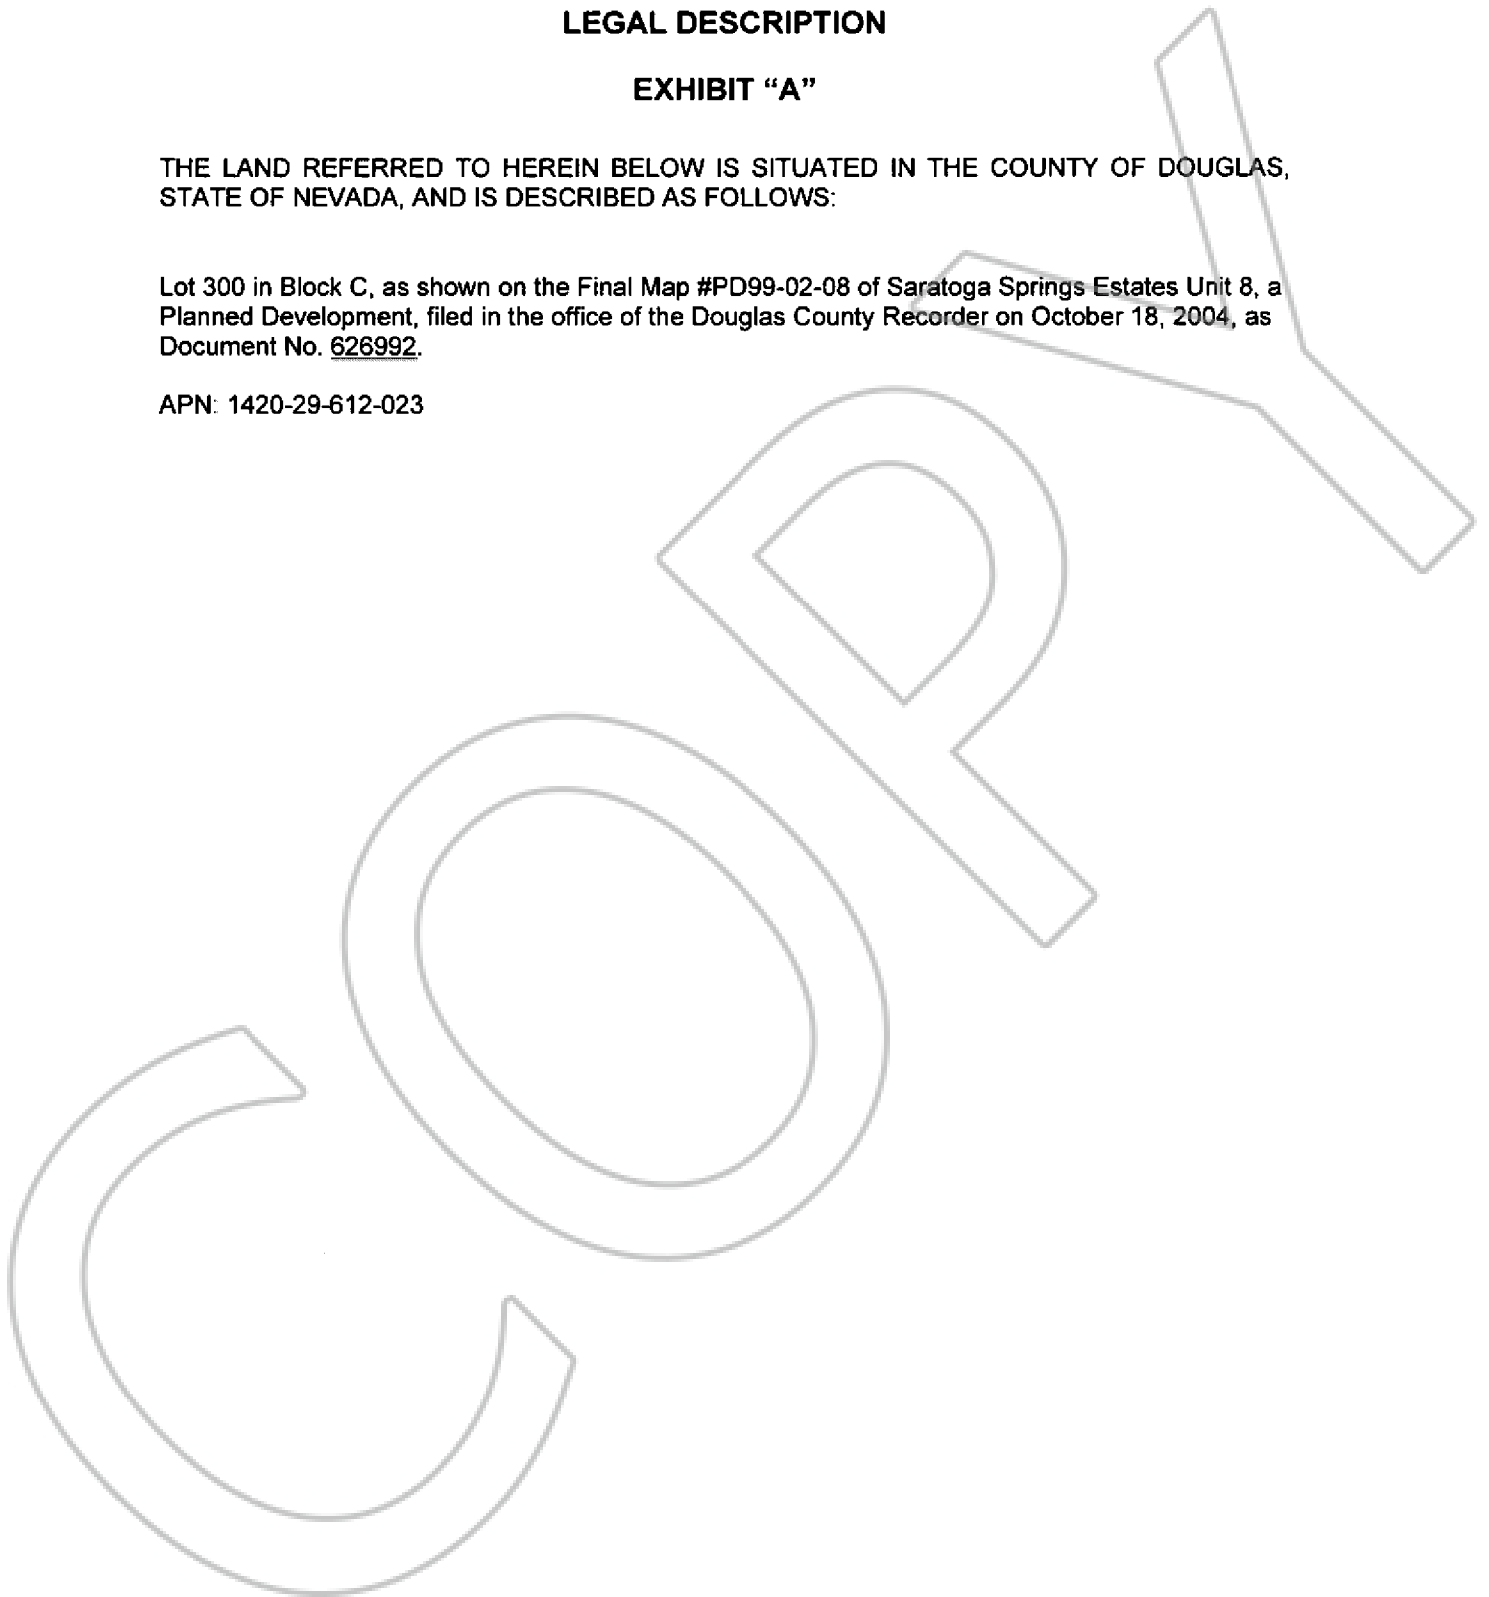 LEGAL DESCRIPTION
EXHIBIT “A”
THE LAND REFERRED TO HEREIN BELOW IS SITUATED IN THE COUNTY OF DOUGLAS,
STATE OF NEVADA, AND IS DESCRIBED AS FOLLOWS:
Lot 300 in Block C, as shown on the Final Map #PD99-02-08 of Saratoga Springs Estates Unit 8, a
Planned Development, filed in the office of the Douglas County Recorder on October 18, 2004, as
Document No. 626992.
APN: 1420-29-612-023
COPY